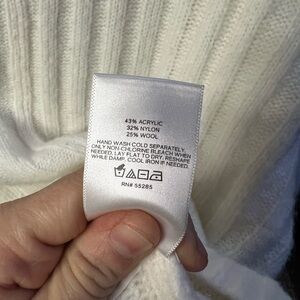 43% ACRYLIC
32% NYLON
25% WOOL
HAND WASH COLD SEPARATELY.
ONLY NON-CHLORINE BLEACH WHEN
NEEDED. LAY FLAT TO DRY; RESHAPE
WHILE DAMP. COOL IRON IF NEEDED.
RN# 55285